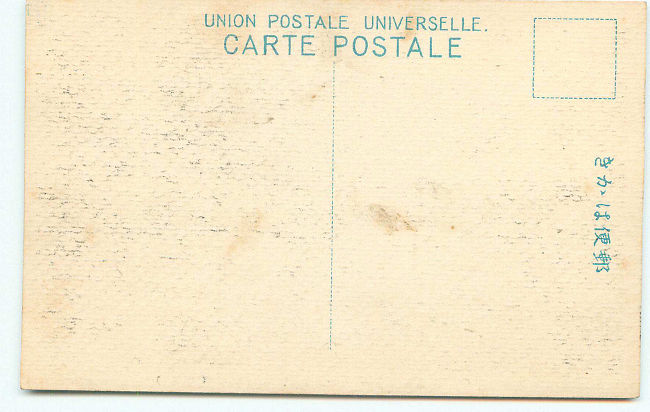 UNION POSTALE UNIVERSELLE.
CARTE POSTALE
郵便はかき